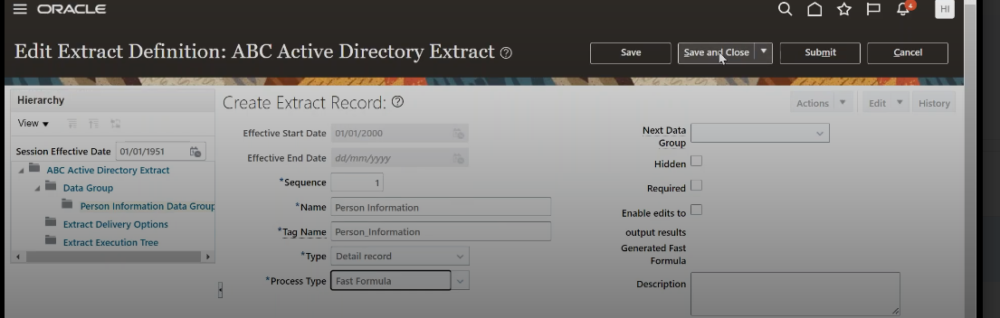 ORACLE
4
HI
Edit Extract Definition: ABC Active Directory Extract
Save
Save and Close
Submit
Cancel
Hierarchy
View
Session Effective Date 01/01/1951
ABC Active Directory Extract
Data Group
Person Information Data Group
Extract Delivery Options
Extract Execution Tree
Create Extract Record:
Actions
Edit
History
Effective Start Date 01/01/2000
Effective End Date dd/mm/yyyy
*Sequence 1
*Name Person Information
*Tag Name Person_Information
*Type Detail record
*Process Type Fast Formula
Next Data
Group
Hidden
Required
Enable edits to
output results
Generated Fast
Formula
Description